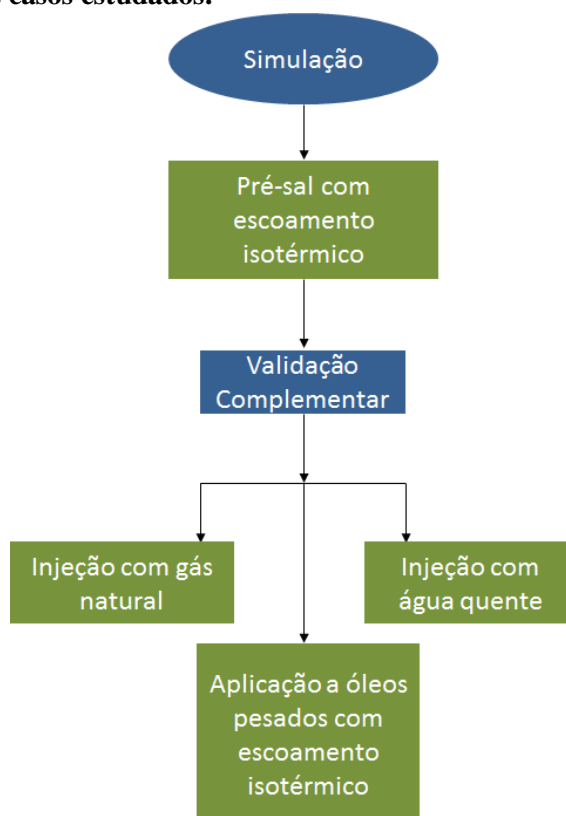 casos estudados.
Simulação
Pré-sal com
escoamento
isotérmico
Validação
Complementar
Injeção com gás
natural
Injeção com
água quente
Aplicação a óleos
pesados com
escoamento
isotérmico